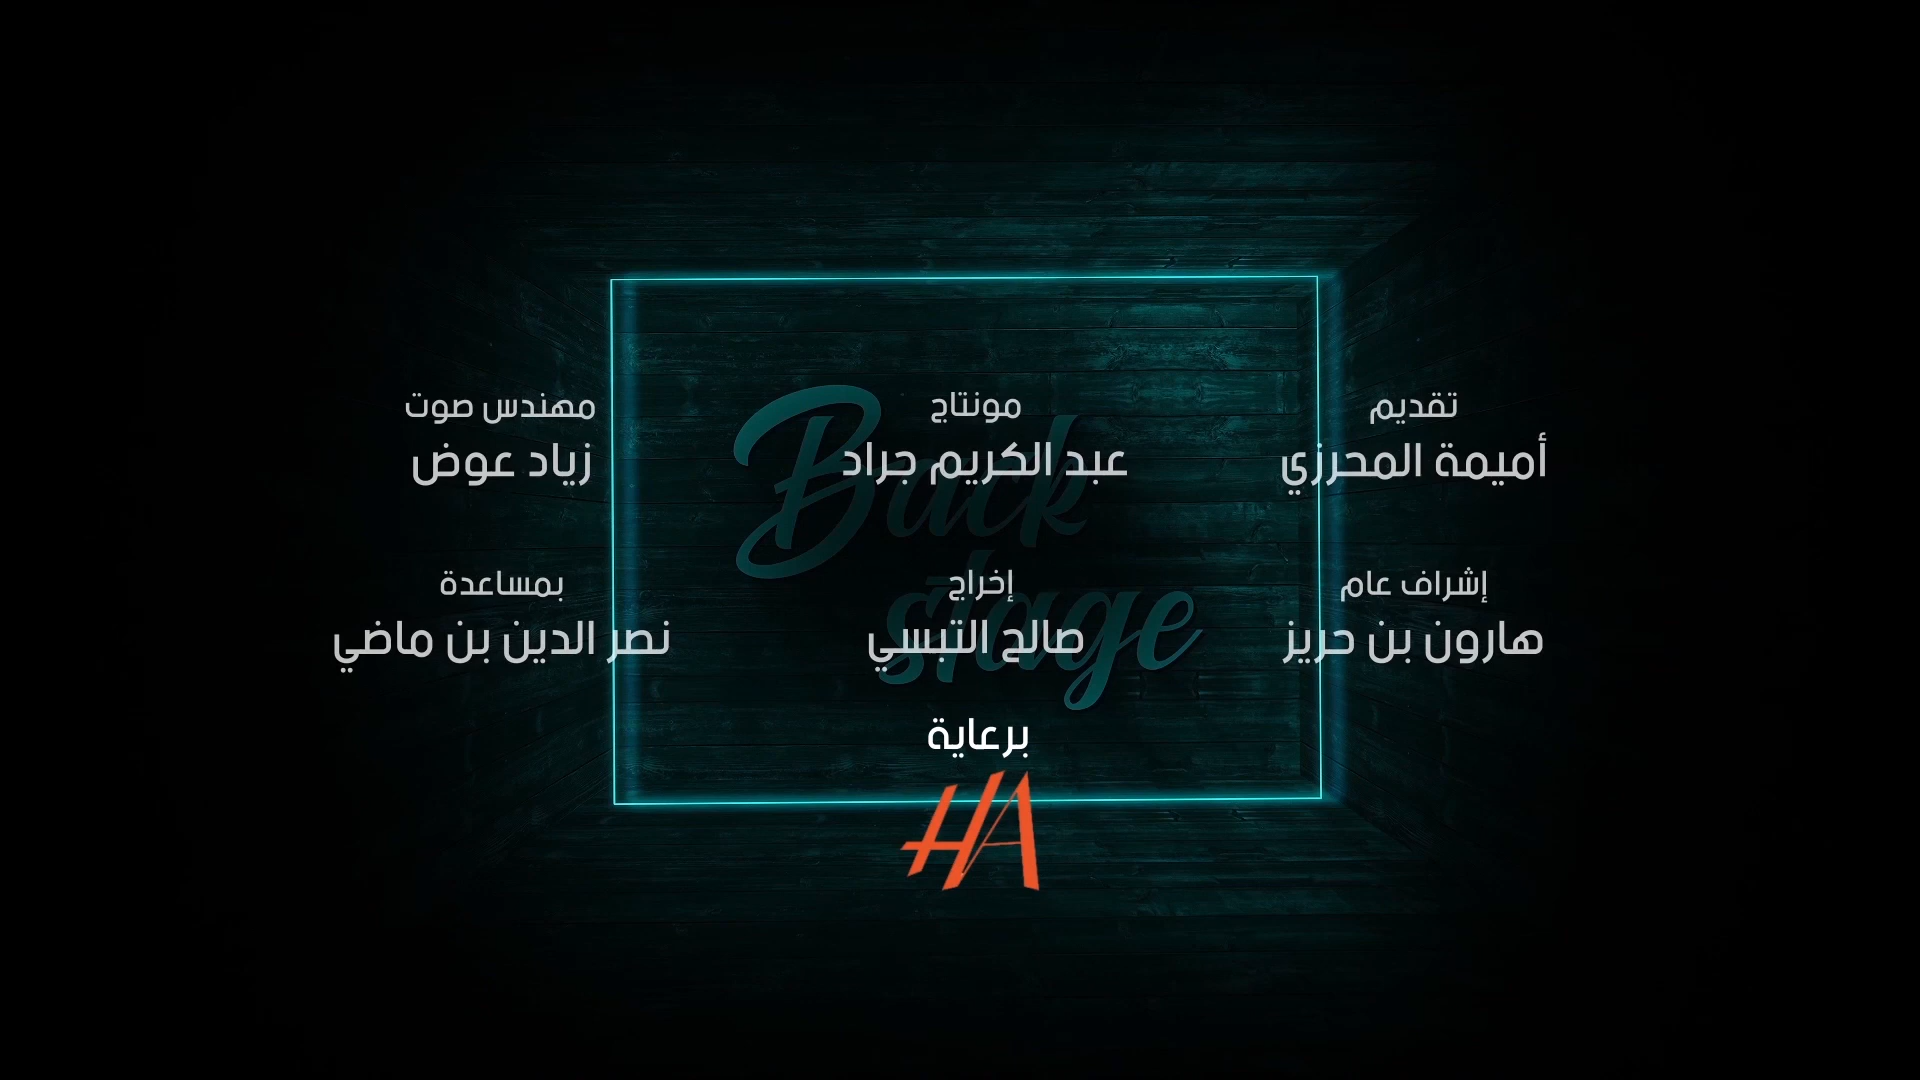 تقديم
أميمة المحرزي
مونتاج
عبد الكريم جراد
مهندس صوت
زياد عوض
إشراف عام
هارون بن حريز
إخراج
صالح التبسي
بمساعدة
نصر الدين بن ماضي
Back
stage
برعاية
HA